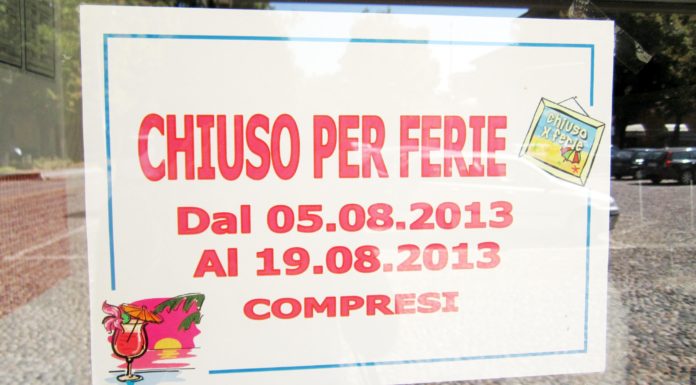 CHIUSO PER FERIE
chiuso
x ferie
Dal 05.08.2013
Al 19.08.2013
COMPRESI